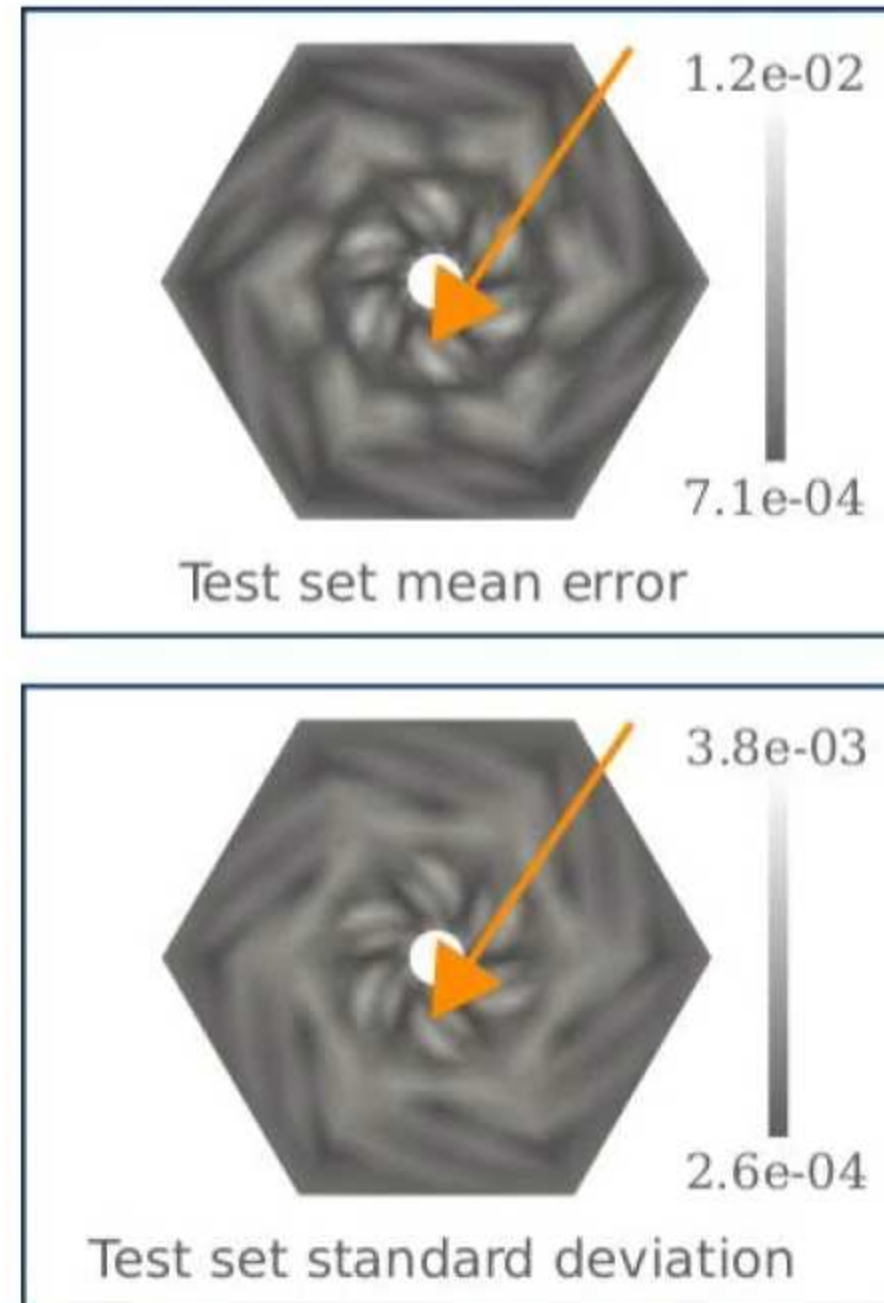 1.2e-02
7.1e-04
Test set mean error
3.8e-03
2.6e-04
Test set standard deviation